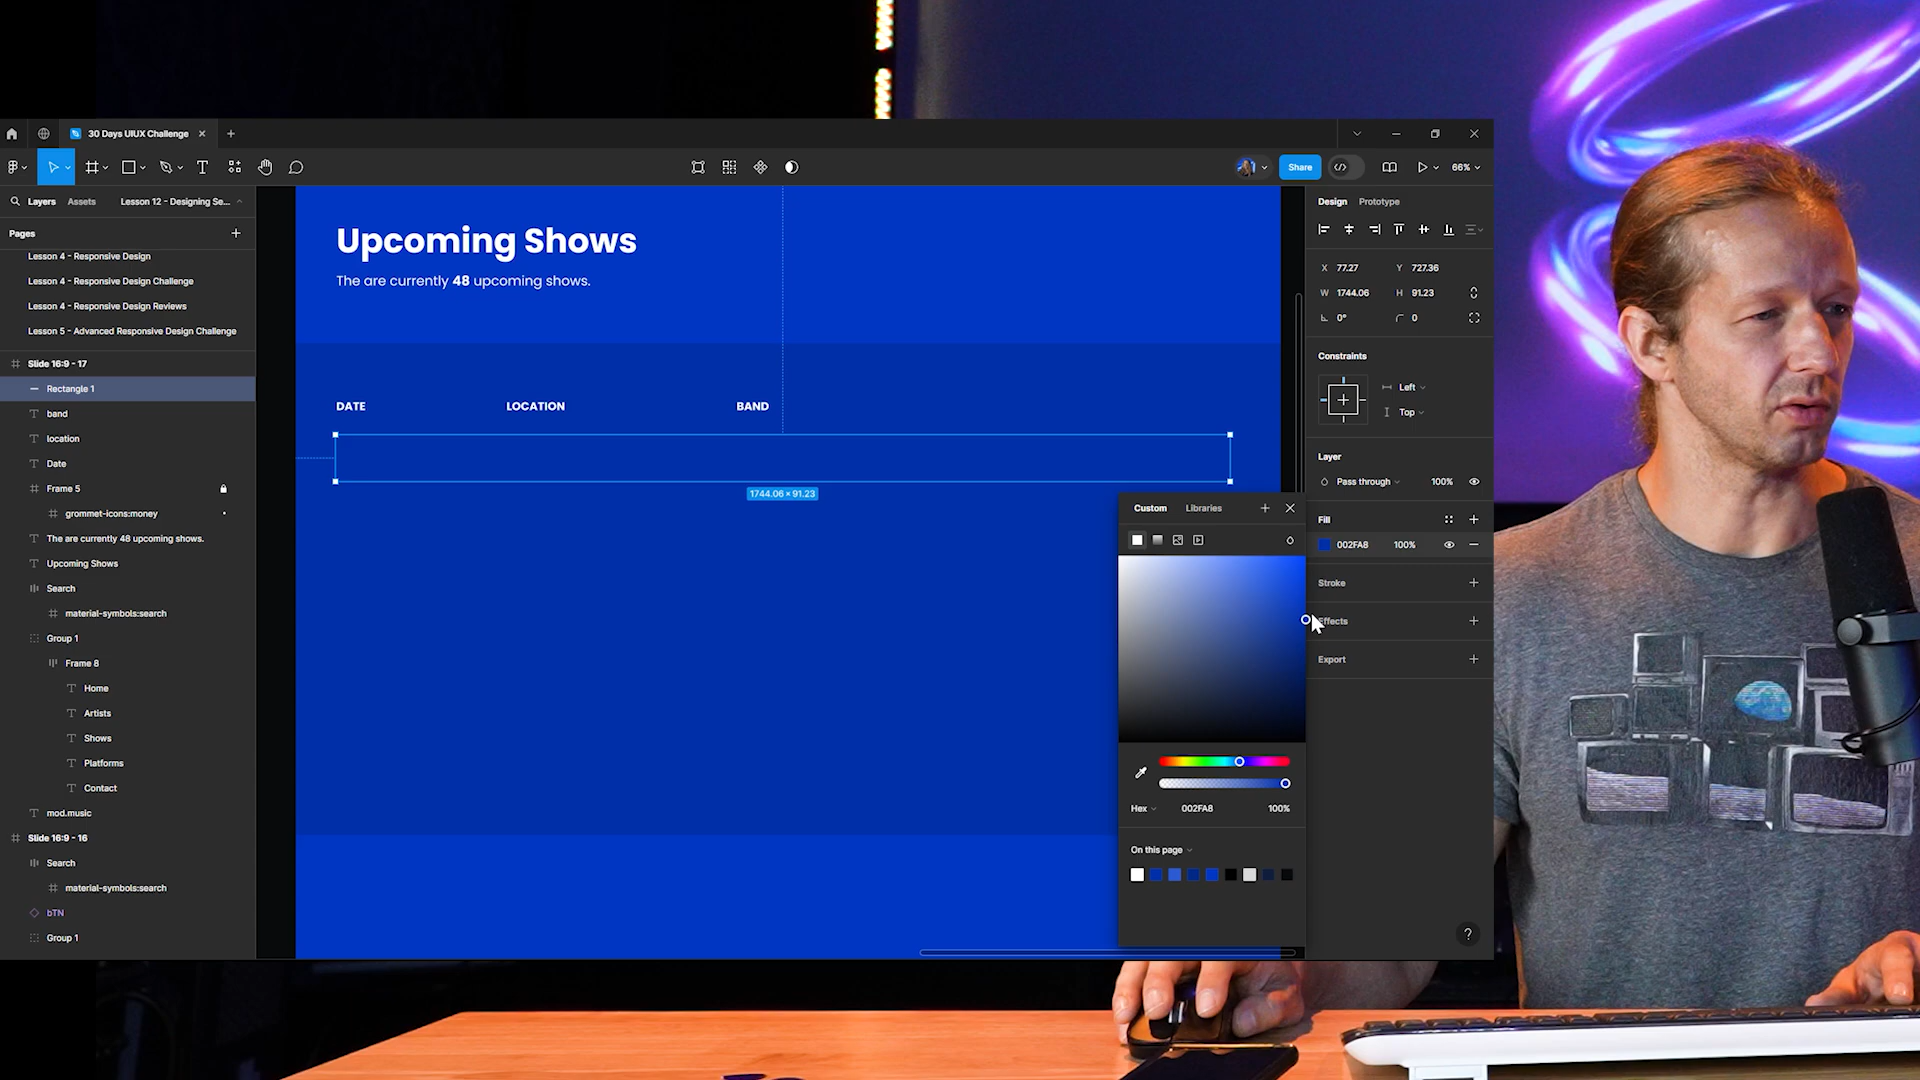 30 Days UIUX Challenge
Share
66%
Layers
Assets
Lesson 12 - Designing Se...
Pages
Lesson 4 - Responsive Design
Lesson 4 - Responsive Design Challenge
Lesson 4 - Responsive Design Reviews
Lesson 5 - Advanced Responsive Design Challenge
Slide 16:9 - 17
Rectangle 1
band
location
Date
Frame 5
grommet-icons:money
The are currently 48 upcoming shows.
Upcoming Shows
Search
material-symbols:search
Group 1
Frame 8
Home
Artists
Shows
Platforms
Contact
mod.music
Slide 16:9 - 16
Search
material-symbols:search
bTN
Group 1
Upcoming Shows
The are currently 48 upcoming shows.
DATE LOCATION BAND
1744.06 × 91.23
Custom Libraries
Hex 002FA8 100%
On this page
Design Prototype
X 77.27 Y 727.36
W 1744.06 H 91.23
0° 0
Constraints
Left
Top
Layer
Pass through 100%
Fill
002FA8 100%
Stroke
Effects
Export
?